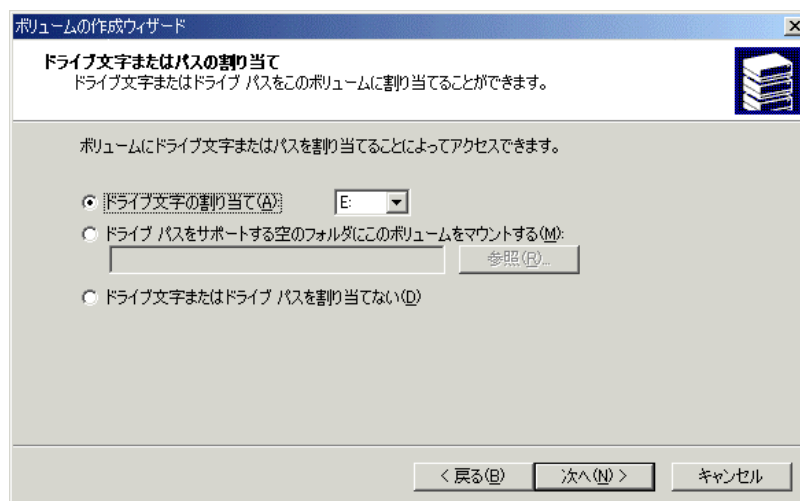 ボリュームの作成ウィザード
ドライブ文字またはパスの割り当て
ドライブ文字またはドライブ パスをこのボリュームに割り当てることができます。
ボリュームにドライブ文字またはパスを割り当てることによってアクセスできます。
ドライブ文字の割り当て(A): E:
ドライブ パスをサポートする空のフォルダにこのボリュームをマウントする(M):
参照(R)...
ドライブ文字またはドライブ パスを割り当てない(D)
< 戻る(B) 次へ(N) > キャンセル